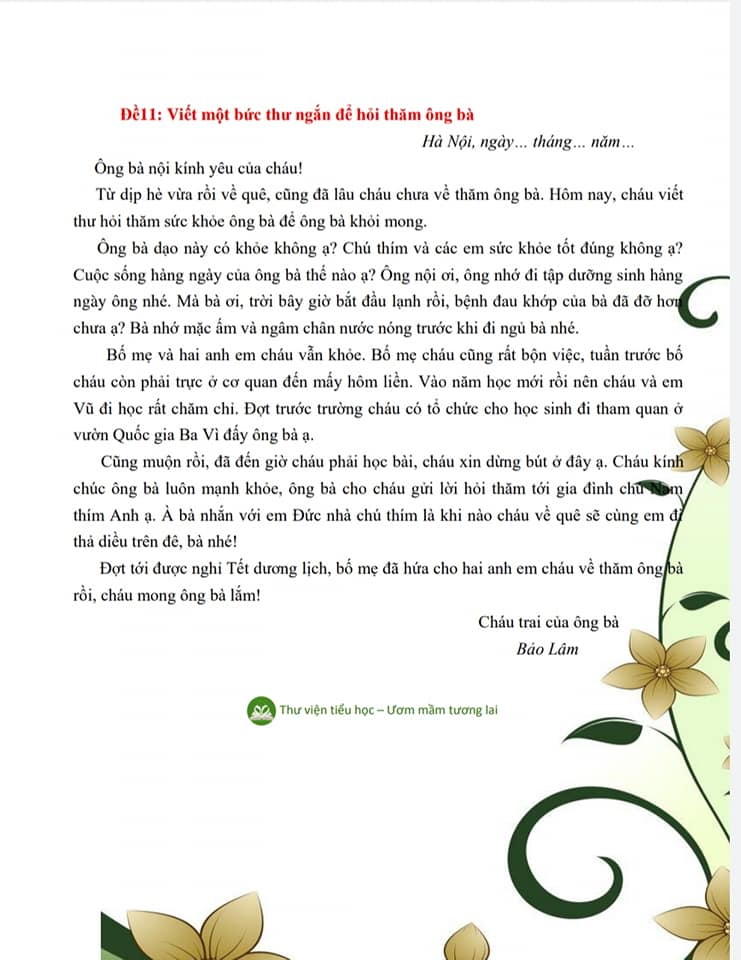 Đề11: Viết một bức thư ngắn để hỏi thăm ông bà
Hà Nội, ngày... tháng... năm...
Ông bà nội kính yêu của cháu!
Từ dịp hè vừa rồi về quê, cũng đã lâu cháu chưa về thăm ông bà. Hôm nay, cháu viết
thư hỏi thăm sức khỏe ông bà để ông bà khỏi mong.
Ông bà dạo này có khỏe không ạ? Chú thím và các em sức khỏe tốt đúng không ạ?
Cuộc sống hàng ngày của ông bà thế nào ạ? Ông nội ơi, ông nhớ đi tập dưỡng sinh hàng
ngày ông nhé. Mà bà ơi, trời bây giờ bắt đầu lạnh rồi, bệnh đau khớp của bà đã đỡ hơn
chưa ạ? Bà nhớ mặc ấm và ngâm chân nước nóng trước khi đi ngủ bà nhé.
Bố mẹ và hai anh em cháu vẫn khỏe. Bố mẹ cháu cũng rất bộn việc, tuần trước bố
cháu còn phải trực ở cơ quan đến mấy hôm liền. Vào năm học mới rồi nên cháu và em
Vũ đi học rất chăm chỉ. Đợt trước trường cháu có tổ chức cho học sinh đi tham quan ở
vườn Quốc gia Ba Vì đấy ông bà ạ.
Cũng muộn rồi, đã đến giờ cháu phải học bài, cháu xin dừng bút ở đây ạ. Cháu kính
chúc ông bà luôn mạnh khỏe, ông bà cho cháu gửi lời hỏi thăm tới gia đình chú Nam
thím Anh ạ. À bà nhắn với em Đức nhà chú thím là khi nào cháu về quê sẽ cùng em đi
thả diều trên đê, bà nhé!
Đợt tới được nghỉ Tết dương lịch, bố mẹ đã hứa cho hai anh em cháu về thăm ông bà
rồi, cháu mong ông bà lắm!
Cháu trai của ông bà
Bảo Lâm
Thư viện tiểu học – Ươm mầm tương lai